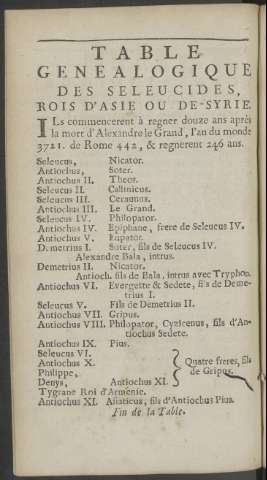 TABLE
GENEALOGIQUE
DES SELEUCIDES,
ROIS D'ASIE OU DE-SYRIE.
ILs commencerent à regner douze ans après
la mort d'Alexandre le Grand, l'an du monde
3721. de Rome 442, & regnerent 246 ans.
Seleucus, Nicator.
Antiochus, Soter.
Antiochus II. Theos.
Seleucus II. Callinicus.
Seleucus III. Ceraunus.
Antiochus III. Le Grand.
Seleucus IV. Philopator.
Antiochus IV. Epiphane, frere de Seleucus IV.
Antiochus V. Eupator.
Demetrius I. Soter, fils de Seleucus IV.
Alexandre Bala, intrus.
Demetrius II. Nicator.
Antioch. fils de Bala, intrus avec Tryphon.
Antiochus VI. Evergette & Sedete, fils de Deme-
trius I.
Seleucus V. Fils de Demetrius II.
Antiochus VII. Gripus.
Antiochus VIII. Philopator, Cyzicenus, fils d'An-
tiochus Sedete.
Antiochus IX. Pius.
Seleucus VI.
Antiochus X. Quatre freres, fils
Philippe, de Gripus.
Denys, Antiochus XI.
Tygrane Roi d'Armenie.
Antiochus XI. Asiaticus, fils d'Antiochus Pius.
Fin de la Table.